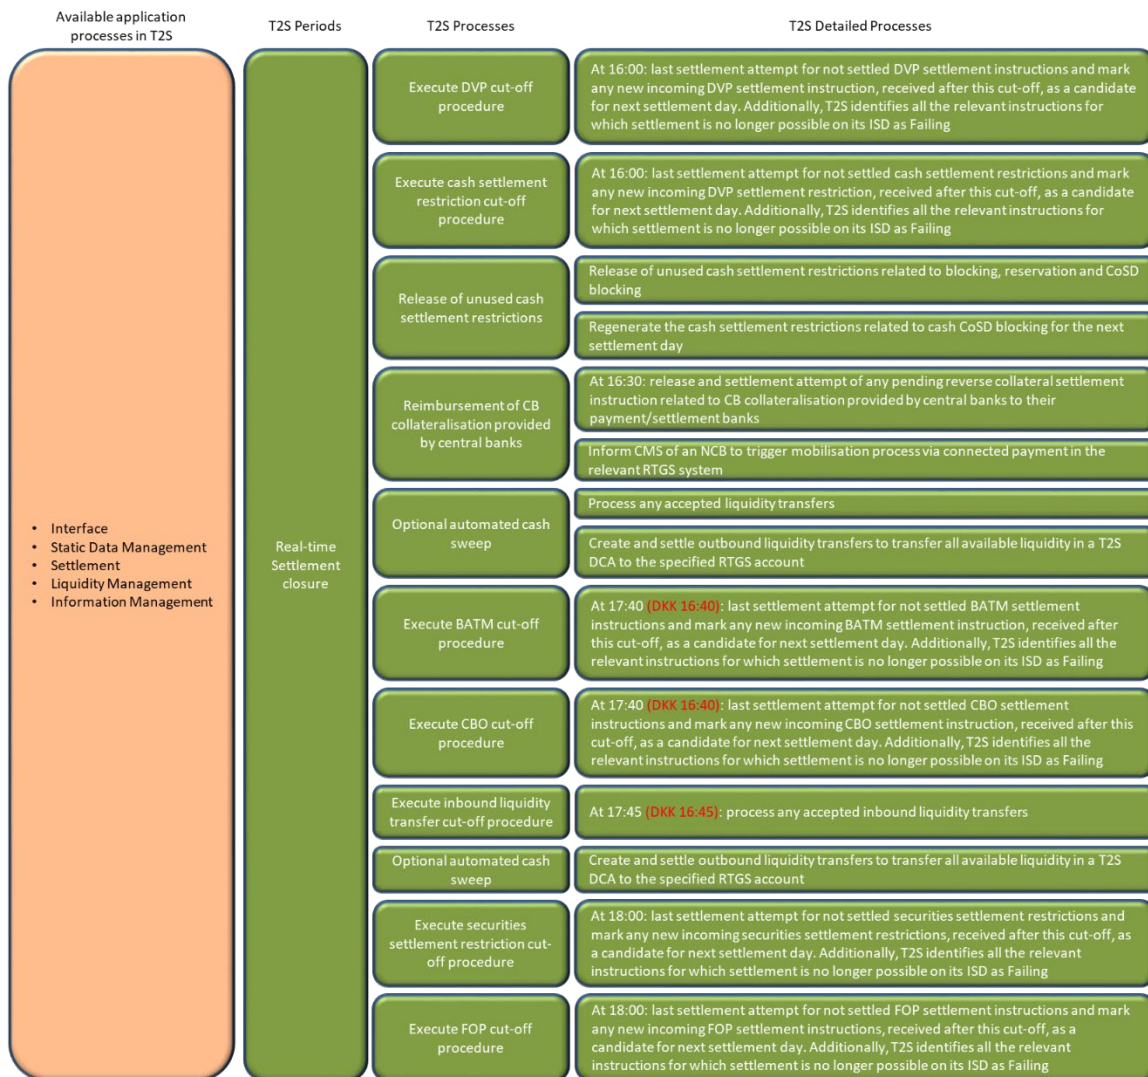 Available application
processes in T2S
T2S Periods
T2S Processes
T2S Detailed Processes
• Interface
• Static Data Management
• Settlement
• Liquidity Management
• Information Management
Real-time
Settlement
closure
Execute DVP cut-off
procedure
At 16:00: last settlement attempt for not settled DVP settlement instructions and mark
any new incoming DVP settlement instruction, received after this cut-off, as a candidate
for next settlement day. Additionally, T2S identifies all the relevant instructions for
which settlement is no longer possible on its ISD as Failing
Execute cash settlement
restriction cut-off
procedure
At 16:00: last settlement attempt for not settled cash settlement restrictions and mark
any new incoming DVP settlement restriction, received after this cut-off, as a candidate
for next settlement day. Additionally, T2S identifies all the relevant instructions for
which settlement is no longer possible on its ISD as Failing
Release of unused cash
settlement restrictions
Release of unused cash settlement restrictions related to blocking, reservation and CoSD
blocking
Regenerate the cash settlement restrictions related to cash CoSD blocking for the next
settlement day
Reimbursement of CB
collateralisation provided
by central banks
At 16:30: release and settlement attempt of any pending reverse collateral settlement
instruction related to CB collateralisation provided by central banks to their
payment/settlement banks
Inform CMS of an NCB to trigger mobilisation process via connected payment in the
relevant RTGS system
Optional automated cash
sweep
Process any accepted liquidity transfers
Create and settle outbound liquidity transfers to transfer all available liquidity in a T2S
DCA to the specified RTGS account
Execute BATM cut-off
procedure
At 17:40 (DKK 16:40): last settlement attempt for not settled BATM settlement
instructions and mark any new incoming BATM settlement instruction, received after
this cut-off, as a candidate for next settlement day. Additionally, T2S identifies all the
relevant instructions for which settlement is no longer possible on its ISD as Failing
Execute CBO cut-off
procedure
At 17:40 (DKK 16:40): last settlement attempt for not settled CBO settlement
instructions and mark any new incoming CBO settlement instruction, received after this
cut-off, as a candidate for next settlement day. Additionally, T2S identifies all the
relevant instructions for which settlement is no longer possible on its ISD as Failing
Execute inbound liquidity
transfer cut-off procedure
At 17:45 (DKK 16:45): process any accepted inbound liquidity transfers
Optional automated cash
sweep
Create and settle outbound liquidity transfers to transfer all available liquidity in a T2S
DCA to the specified RTGS account
Execute securities
settlement restriction cut-
off procedure
At 18:00: last settlement attempt for not settled securities settlement restrictions and
mark any new incoming securities settlement restrictions, received after this cut-off, as
a candidate for next settlement day. Additionally, T2S identifies all the relevant
instructions for which settlement is no longer possible on its ISD as Failing
Execute FOP cut-off
procedure
At 18:00: last settlement attempt for not settled FOP settlement instructions and mark
any new incoming FOP settlement instructions, received after this cut-off, as a
candidate for next settlement day. Additionally, T2S identifies all the relevant
instructions for which settlement is no longer possible on its ISD as Failing